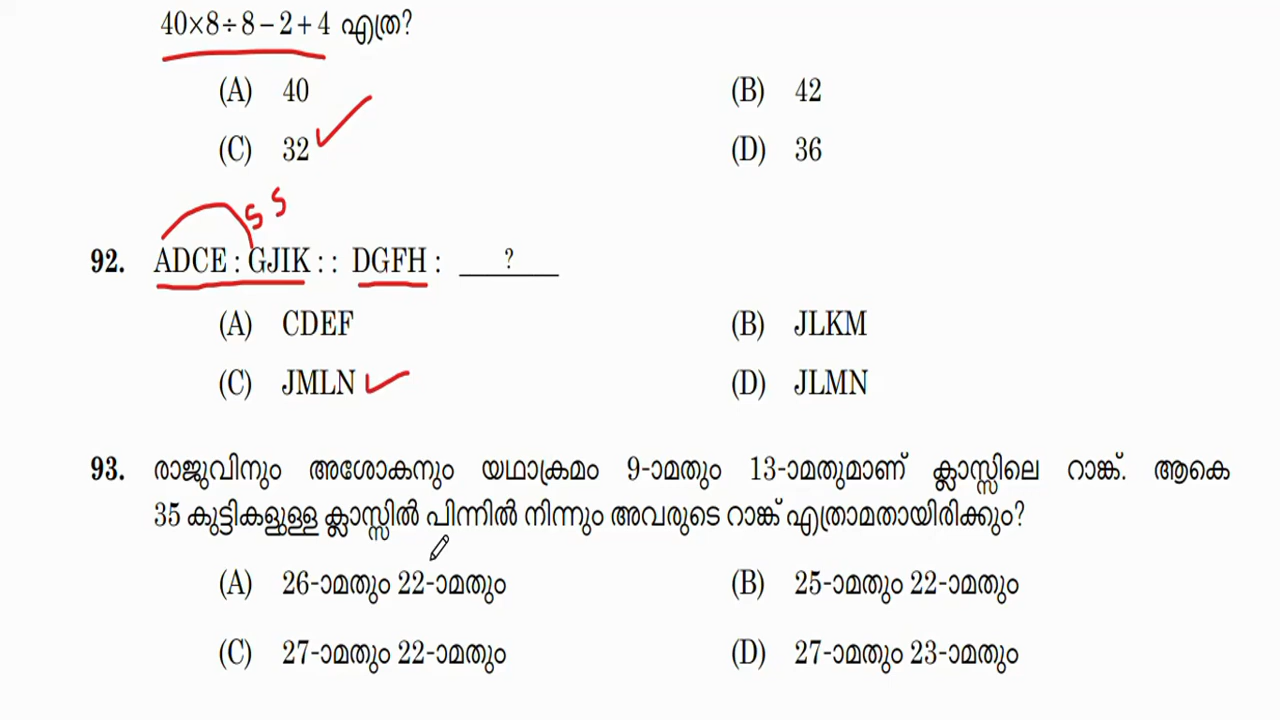 40×8÷8−2+4 എത്ര?
(A) 40 (B) 42
(C) 32 (D) 36
5 5
92. ADCE : GJIK : : DGFH : ?
(A) CDEF (B) JLKM
(C) JMLN (D) JLMN
93. രാജുവിനും അശോകനും യഥാക്രമം 9-ാമതും 13-ാമതുമാണ് ക്ലാസ്സിലെ റാങ്ക്. ആകെ
35 കുട്ടികളുള്ള ക്ലാസ്സിൽ പിന്നിൽ നിന്നും അവരുടെ റാങ്ക് എത്രാമതായിരിക്കും?
(A) 26-ാമതും 22-ാമതും (B) 25-ാമതും 22-ാമതും
(C) 27-ാമതും 22-ാമതും (D) 27-ാമതും 23-ാമതും